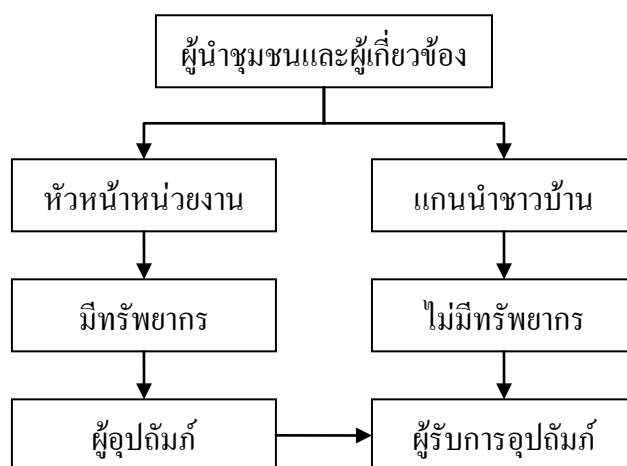 ผู้นำชุมชนและผู้เกี่ยวข้อง
หัวหน้าหน่วยงาน
แกนนำชาวบ้าน
มีทรัพยากร
ไม่มีทรัพยากร
ผู้อุปถัมภ์
ผู้รับการอุปถัมภ์